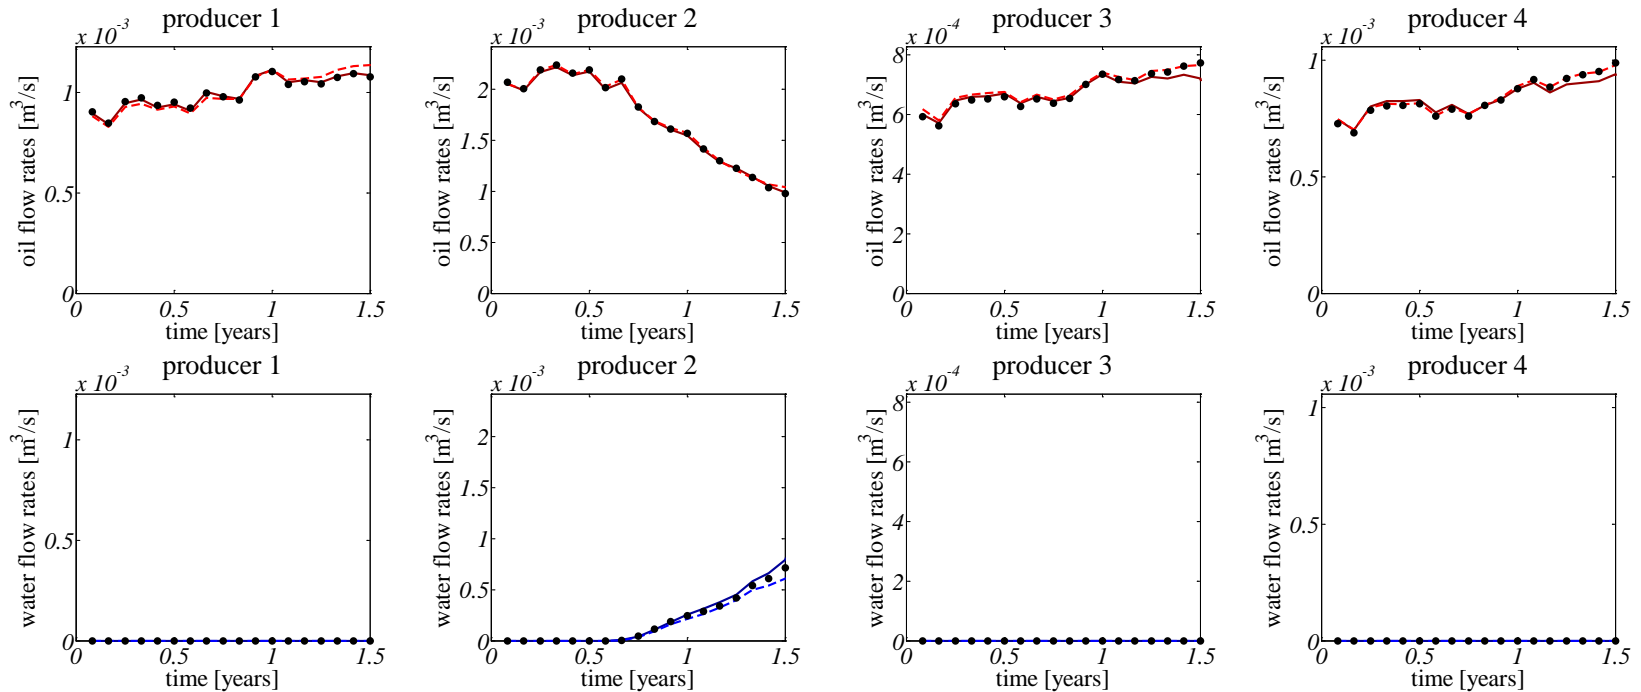 producer 1
x 10^-3
oil flow rates [m^3/s]
1
0.5
0
0 0.5 1 1.5
time [years]
producer 2
x 10^-3
oil flow rates [m^3/s]
2
1.5
1
0.5
0
0 0.5 1 1.5
time [years]
producer 3
x 10^-4
oil flow rates [m^3/s]
8
6
4
2
0
0 0.5 1 1.5
time [years]
producer 4
x 10^-3
oil flow rates [m^3/s]
1
0.5
0
0 0.5 1 1.5
time [years]
producer 1
x 10^-3
water flow rates [m^3/s]
1
0.5
0
0 0.5 1 1.5
time [years]
producer 2
x 10^-3
water flow rates [m^3/s]
2
1.5
1
0.5
0
0 0.5 1 1.5
time [years]
producer 3
x 10^-4
water flow rates [m^3/s]
8
6
4
2
0
0 0.5 1 1.5
time [years]
producer 4
x 10^-3
water flow rates [m^3/s]
1
0.5
0
0 0.5 1 1.5
time [years]